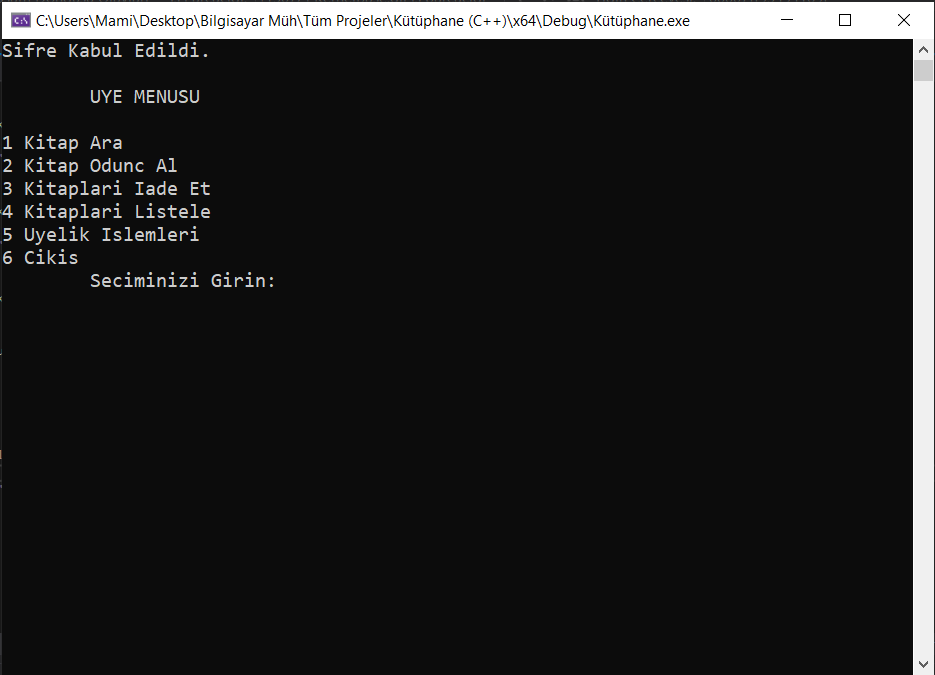 C:\Users\Mami\Desktop\Bilgisayar Müh\Tüm Projeler\Kütüphane (C++)\x64\Debug\Kütüphane.exe
Sifre Kabul Edildi.
UYE MENUSU
1 Kitap Ara
2 Kitap Odunc Al
3 Kitaplari Iade Et
4 Kitaplari Listele
5 Uyelik Islemleri
6 Cikis
Seciminizi Girin: